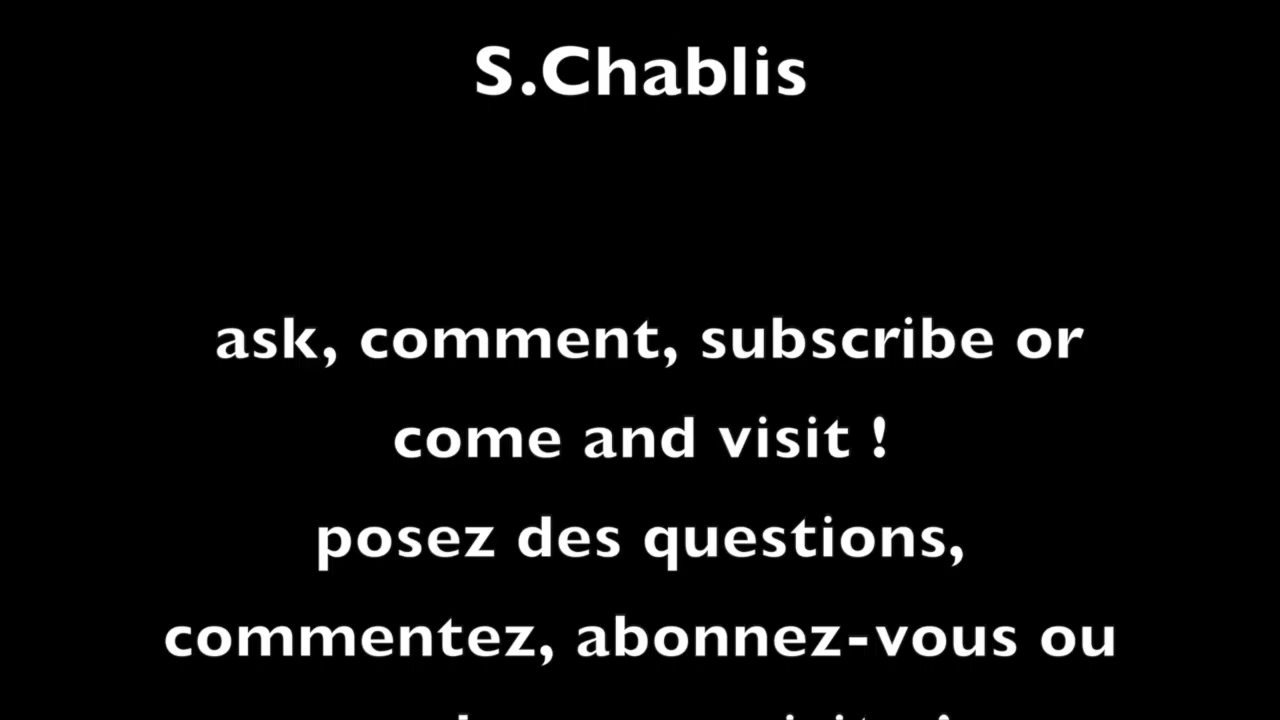 S.Chablis
ask, comment, subscribe or
come and visit !
posez des questions,
commentez, abonnez-vous ou